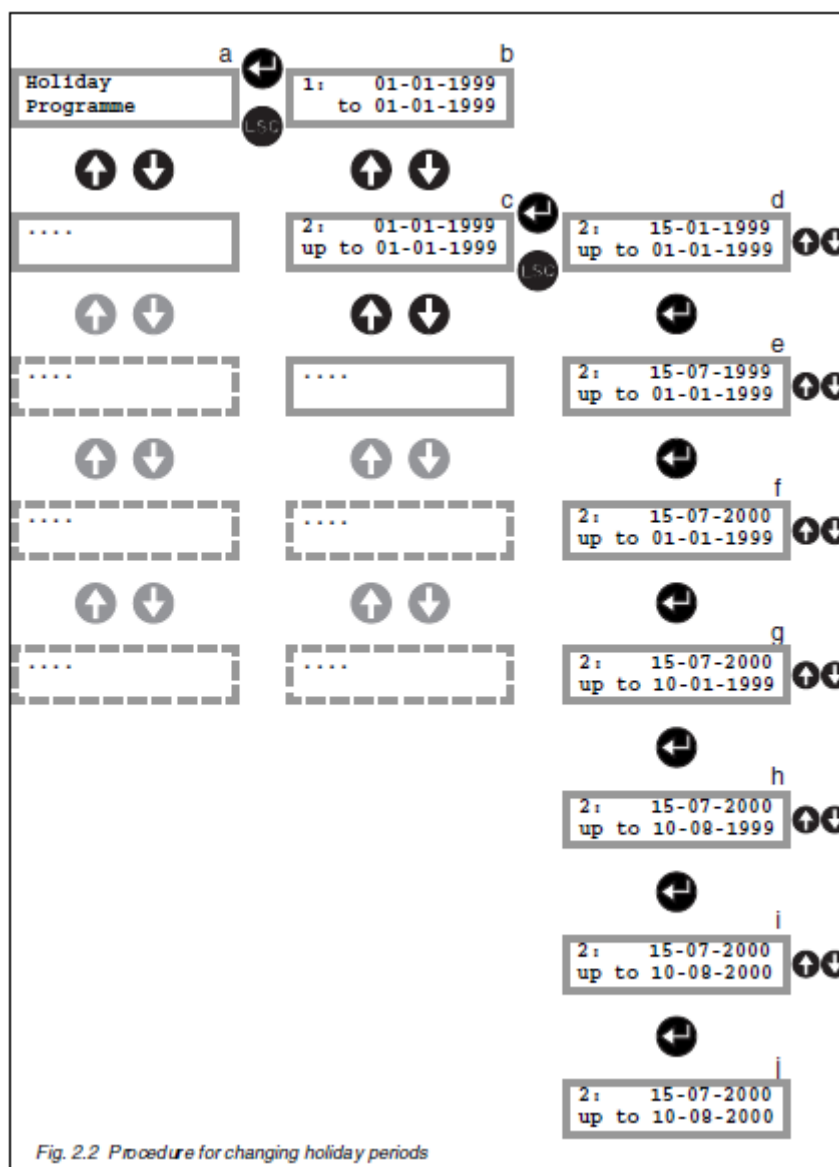 a
b
Holiday
Programme
1: 01-01-1999
to 01-01-1999
ESC
....
c
2: 01-01-1999
up to 01-01-1999
ESC
d
2: 15-01-1999
up to 01-01-1999
....
....
e
2: 15-07-1999
up to 01-01-1999
....
....
f
2: 15-07-2000
up to 01-01-1999
....
....
g
2: 15-07-2000
up to 10-01-1999
h
2: 15-07-2000
up to 10-08-1999
i
2: 15-07-2000
up to 10-08-2000
j
2: 15-07-2000
up to 10-08-2000
Fig. 2.2 Procedure for changing holiday periods